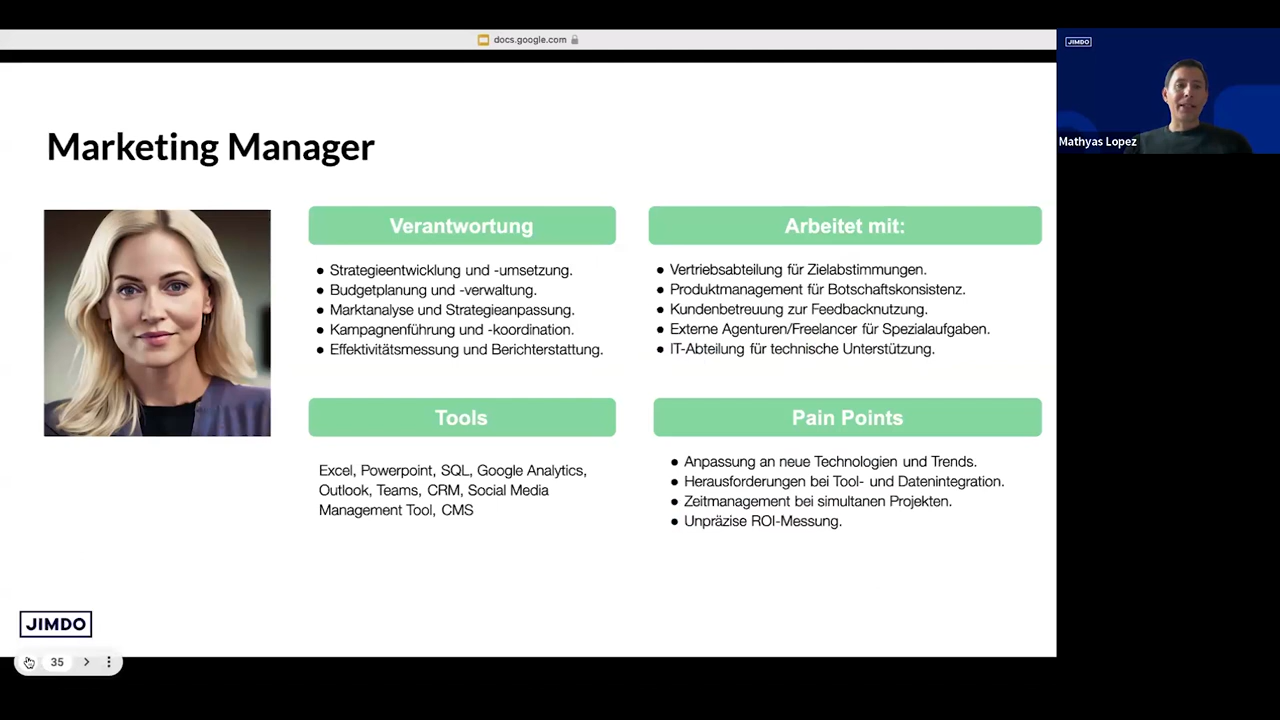 docs.google.com
JIMDO
Mathyas Lopez
Marketing Manager
Verantwortung
● Strategieentwicklung und -umsetzung.
● Budgetplanung und -verwaltung.
● Marktanalyse und Strategieanpassung.
● Kampagnenführung und -koordination.
● Effektivitätsmessung und Berichterstattung.
Arbeitet mit:
● Vertriebsabteilung für Zielabstimmungen.
● Produktmanagement für Botschaftskonsistenz.
● Kundenbetreuung zur Feedbacknutzung.
● Externe Agenturen/Freelancer für Spezialaufgaben.
● IT-Abteilung für technische Unterstützung.
Tools
Excel, Powerpoint, SQL, Google Analytics,
Outlook, Teams, CRM, Social Media
Management Tool, CMS
Pain Points
● Anpassung an neue Technologien und Trends.
● Herausforderungen bei Tool- und Datenintegration.
● Zeitmanagement bei simultanen Projekten.
● Unpräzise ROI-Messung.
JIMDO
35